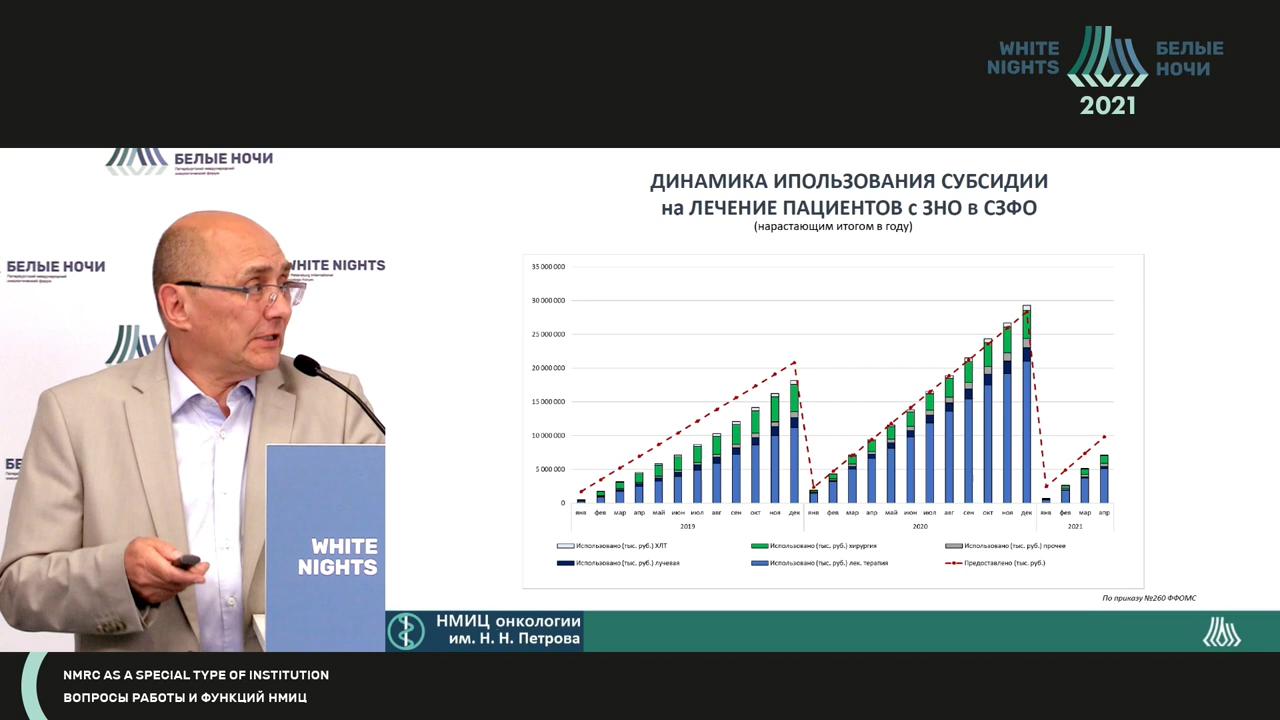 WHITE NIGHTS
БЕЛЫЕ НОЧИ
2021
БЕЛЫЕ НОЧИ
БЕЛЫЕ НОЧИ
WHITE NIGHTS
БЕ
WHITE
NIGHTS
ДИНАМИКА ИПОЛЬЗОВАНИЯ СУБСИДИИ
на ЛЕЧЕНИЕ ПАЦИЕНТОВ с ЗНО в СЗФО
(нарастающим итогом в году)
35 000 000
30 000 000
25 000 000
20 000 000
15 000 000
10 000 000
5 000 000
0
янв фев мар апр май июн июл авг сен окт ноя дек янв фев мар апр май июн июл авг сен окт ноя дек янв фев мар апр
2019 2020 2021
Использовано (тыс. руб.) ХЛТ Использовано (тыс. руб.) хирургия Использовано (тыс. руб.) прочее
Использовано (тыс. руб.) лучевая Использовано (тыс. руб.) лек. терапия Предоставлено (тыс. руб.)
По приказу №260 ФФОМС
НМИЦ онкологии
им. Н. Н. Петрова
NMRC AS A SPECIAL TYPE OF INSTITUTION
ВОПРОСЫ РАБОТЫ И ФУНКЦИЙ НМИЦ